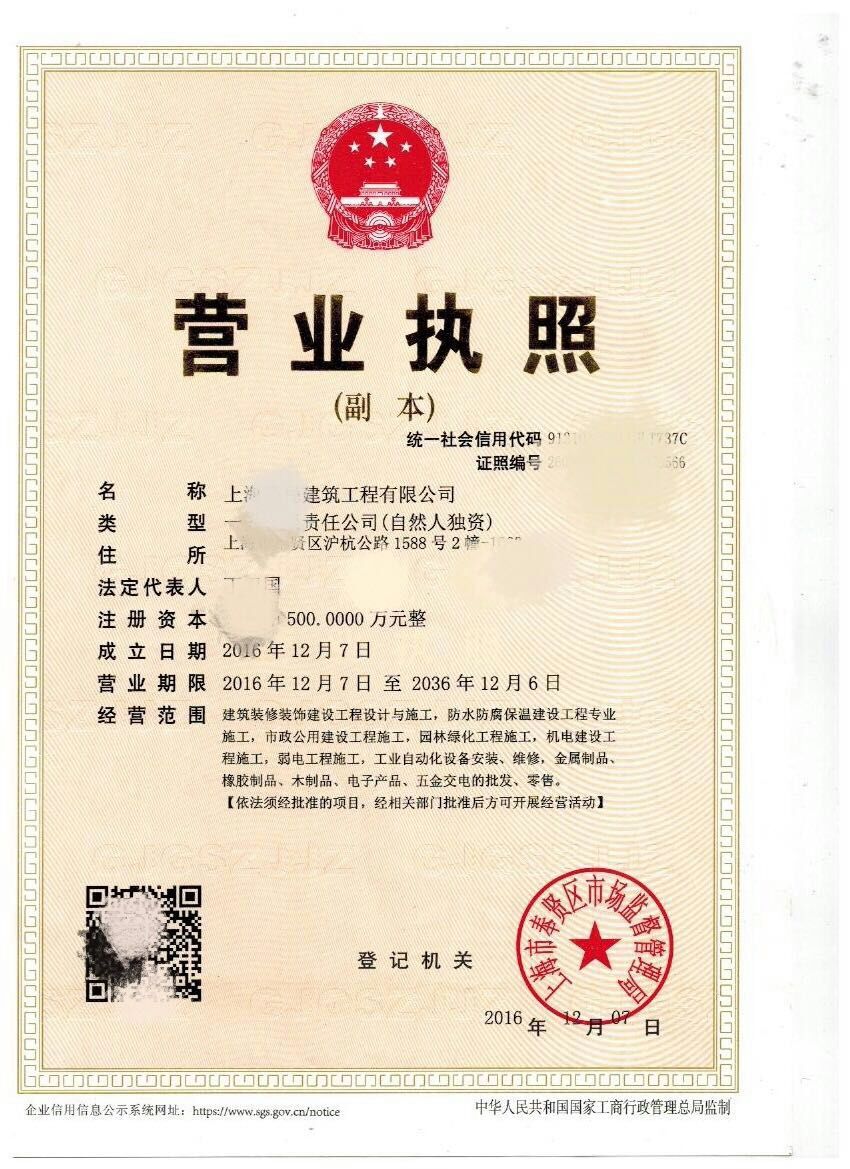 营业执照
(副 本)
统一社会信用代码 737C
证照编号 566
名 称 上海 建筑工程有限公司
类 型 一 责任公司(自然人独资)
住 所 上海 贤区沪杭公路1588号2幢
法定代表人 国
注册资本 500.0000万元整
成立日期 2016年12月7日
营业期限 2016年12月7日 至 2036年12月6日
经营范围 建筑装修装饰建设工程设计与施工，防水防腐保温建设工程专业
施工，市政公用建设工程施工，园林绿化工程施工，机电建设工
程施工，弱电工程施工，工业自动化设备安装、维修，金属制品、
橡胶制品、木制品、电子产品、五金交电的批发、零售。
【依法须经批准的项目，经相关部门批准后方可开展经营活动】
登记机关
上海市奉贤区市场监督管理局
2016年12月07日
企业信用信息公示系统网址：https://www.sgs.gov.cn/notice
中华人民共和国国家工商行政管理总局监制